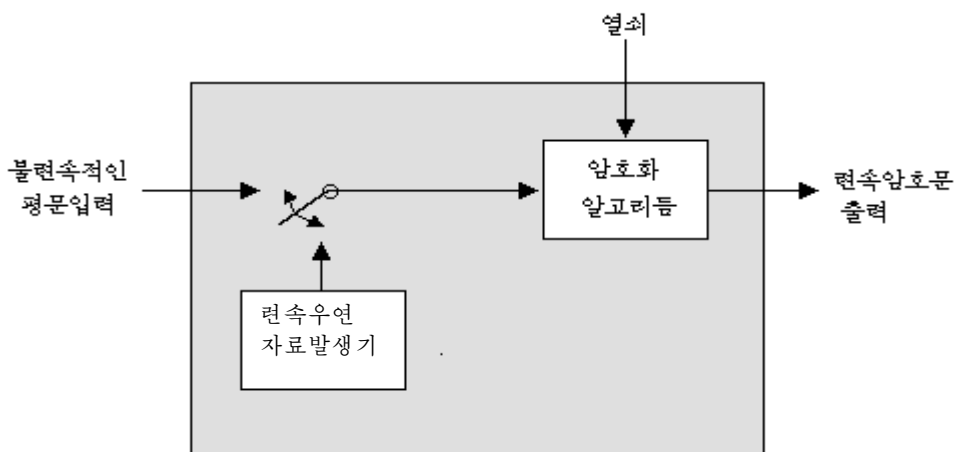 열쇠
불련속적인
평문입력
암호화
알고리듬
련속암호문
출력
련속우연
자료발생기